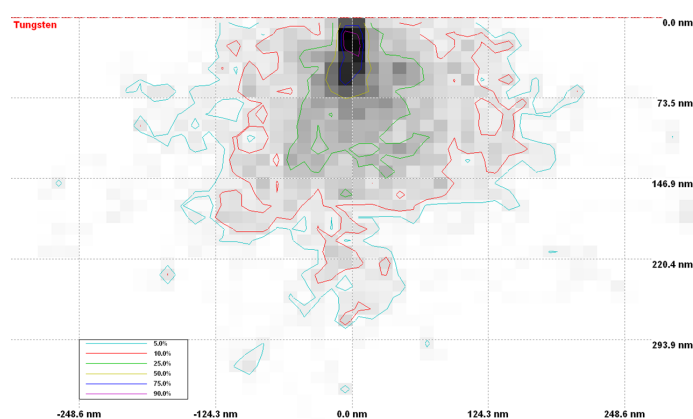 0.0 nm
Tungsten
73.5 nm
146.9 nm
220.4 nm
293.9 nm
5.0%
10.0%
25.0%
50.0%
75.0%
90.0%
-248.6 nm -124.3 nm 0.0 nm 124.3 nm 248.6 nm